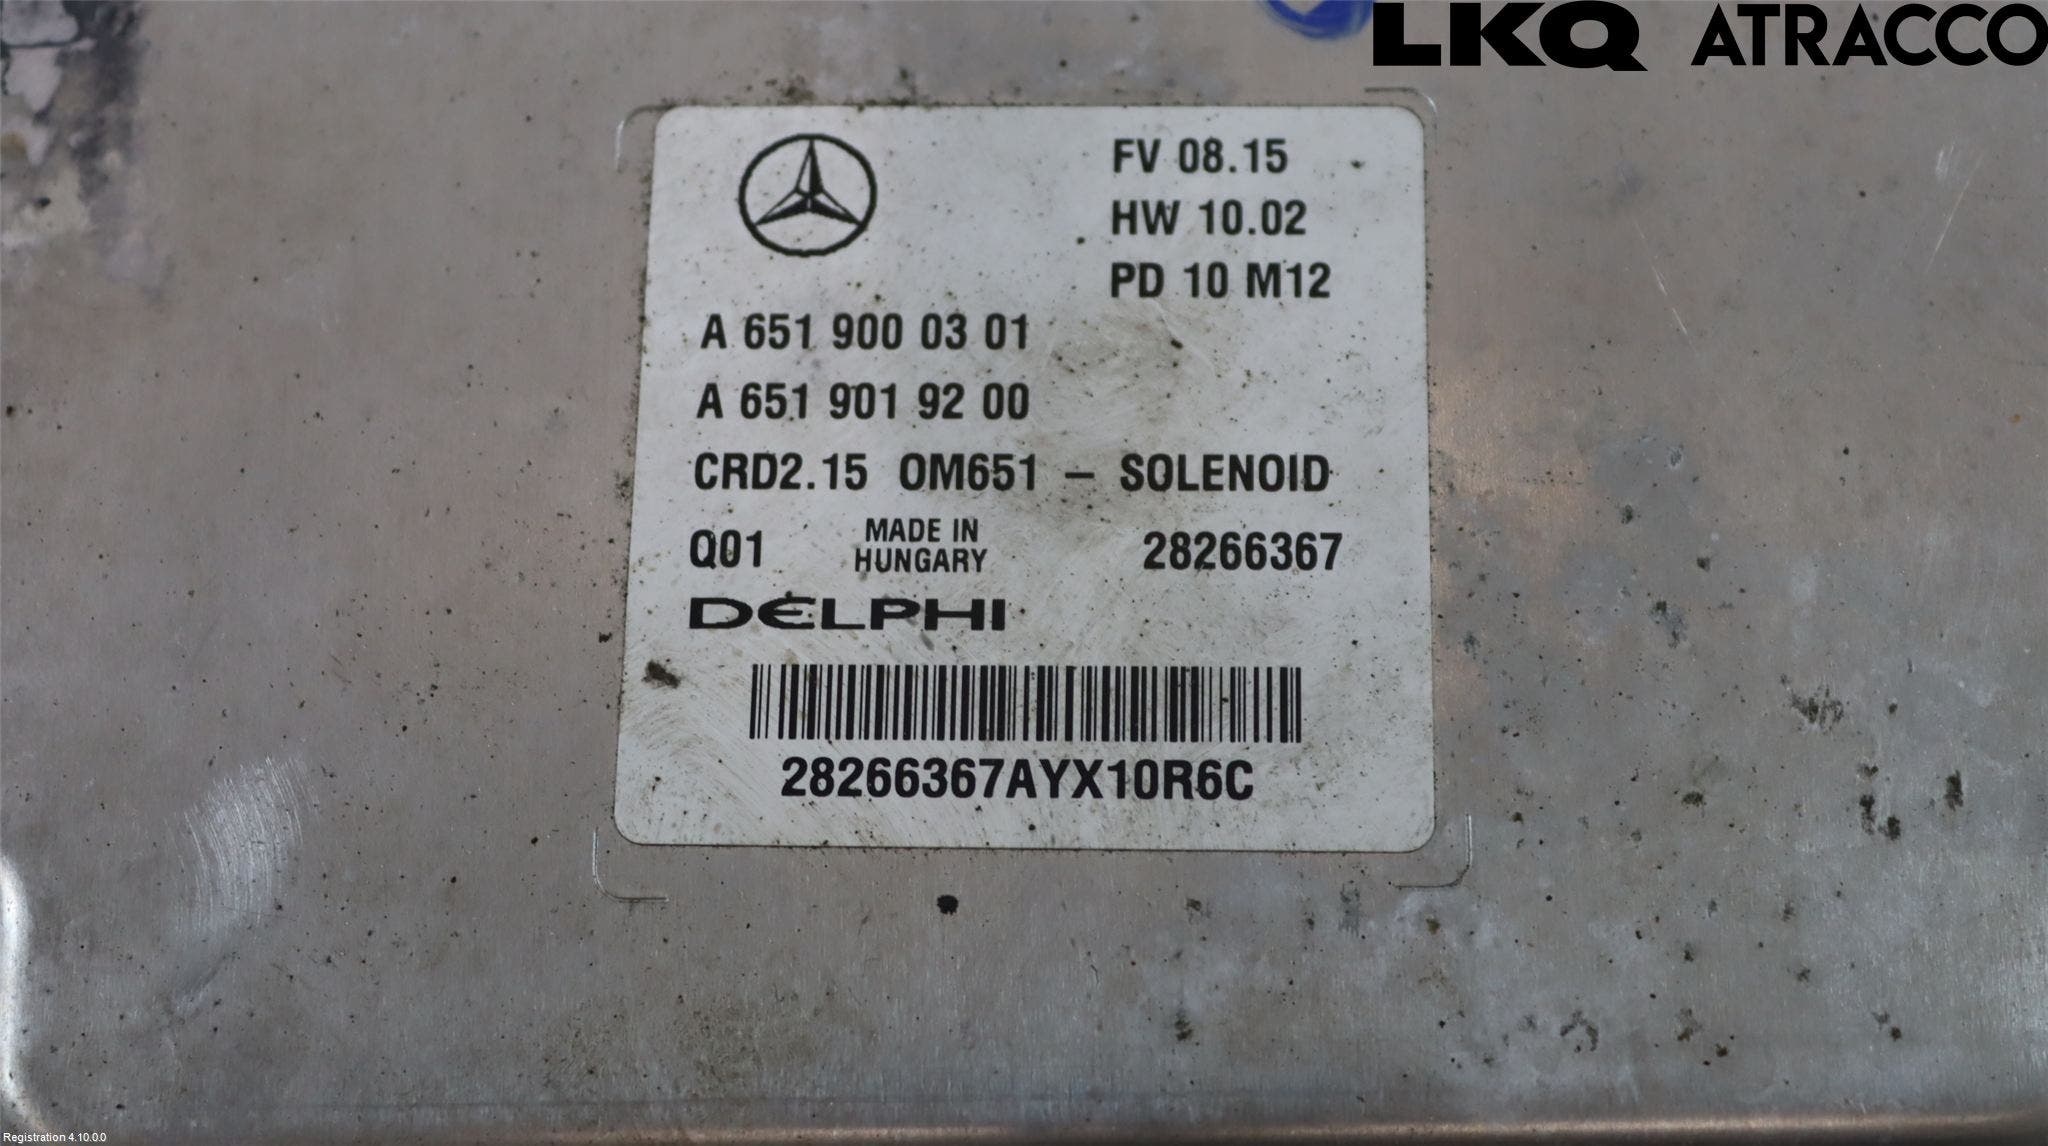 LKQ ATRACCO
FV 08.15
HW 10.02
PD 10 M12
A 651 900 03 01
A 651 901 92 00
CRD2.15 OM651 - SOLENOID
Q01 MADE IN HUNGARY 28266367
DELPHI
28266367AYX10R6C
Registration 4.10.0.0